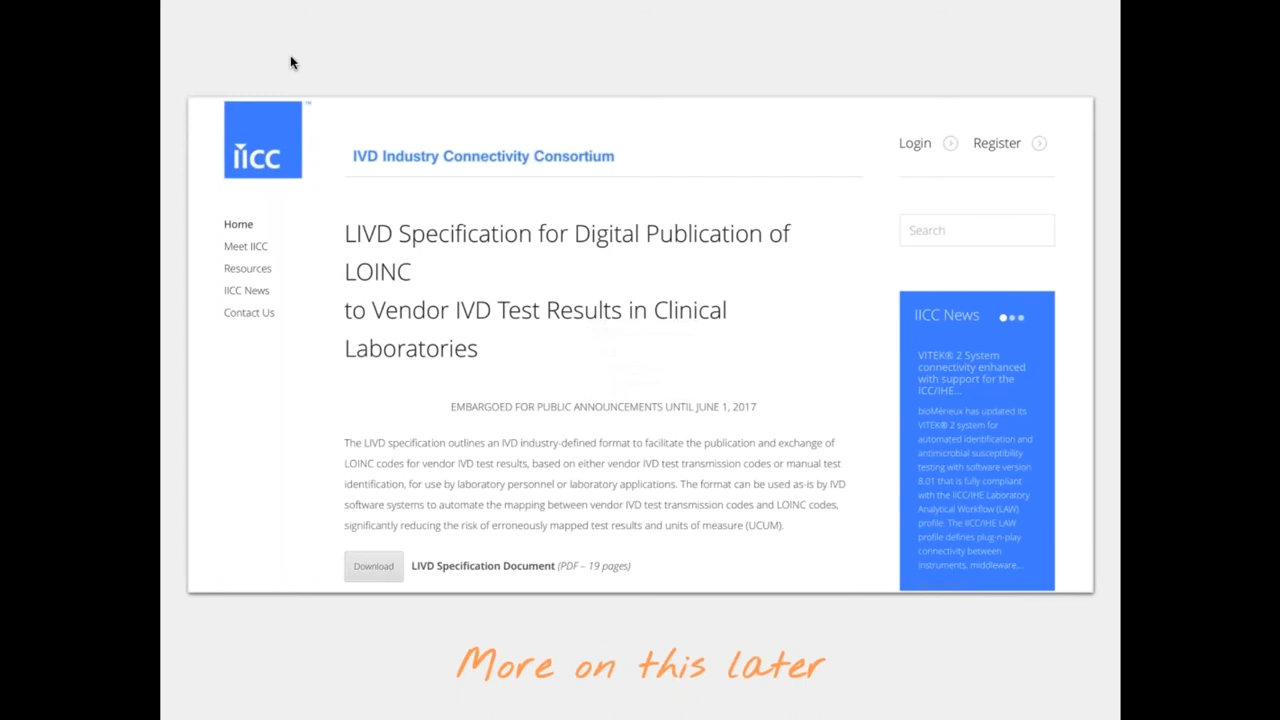 TM
iicc
IVD Industry Connectivity Consortium
Login
Register
Home
Meet IICC
Resources
IICC News
Contact Us
LIVD Specification for Digital Publication of
LOINC
to Vendor IVD Test Results in Clinical
Laboratories
EMBARGOED FOR PUBLIC ANNOUNCEMENTS UNTIL JUNE 1, 2017
The LIVD specification outlines an IVD industry-defined format to facilitate the publication and exchange of
LOINC codes for vendor IVD test results, based on either vendor IVD test transmission codes or manual test
identification, for use by laboratory personnel or laboratory applications. The format can be used as-is by IVD
software systems to automate the mapping between vendor IVD test transmission codes and LOINC codes,
significantly reducing the risk of erroneously mapped test results and units of measure (UCUM).
Download
LIVD Specification Document (PDF – 19 pages)
Search
IICC News
VITEK® 2 System
connectivity enhanced
with support for the
ICC/IHE...
bioMérieux has updated its
VITEK® 2 system for
automated identification and
antimicrobial susceptibility
testing with software version
8.01 that is fully compliant
with the IICC/IHE Laboratory
Analytical Workflow (LAW)
profile. The IICC/IHE LAW
profile defines plug-n-play
connectivity between
instruments, middleware,...
More on this later